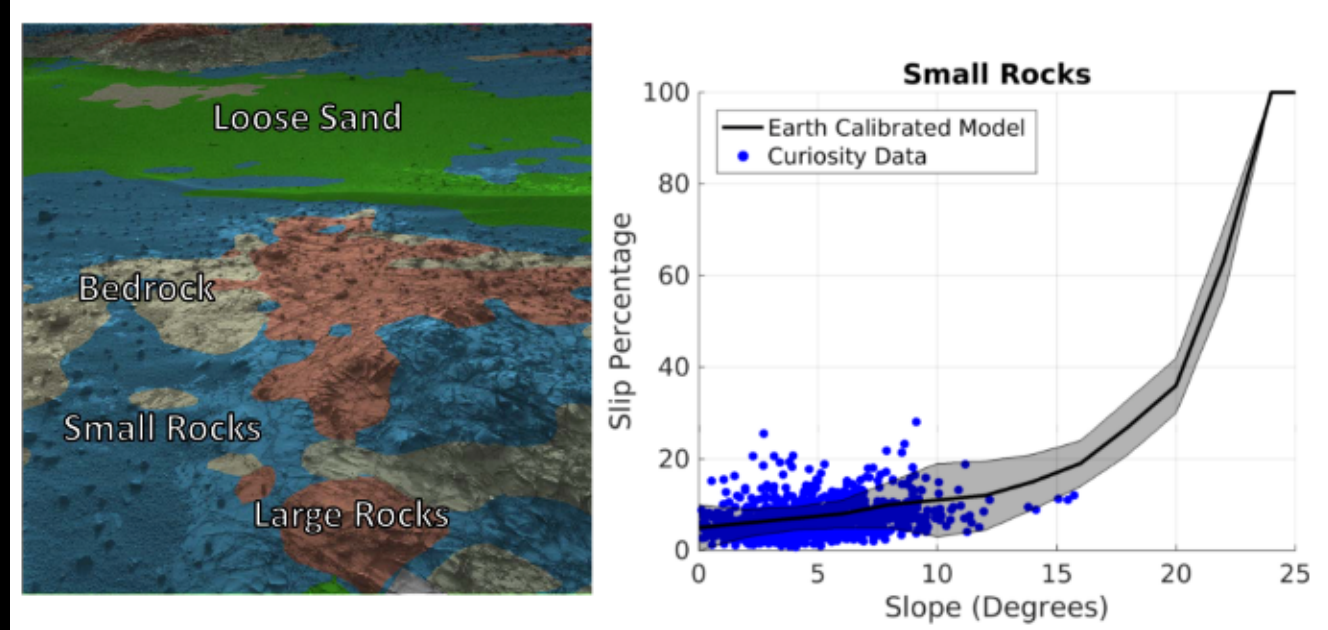 Loose Sand
Bedrock
Small Rocks
Large Rocks
Small Rocks
Earth Calibrated Model
Curiosity Data
Slip Percentage
100
80
60
40
20
0
0 5 10 15 20 25
Slope (Degrees)